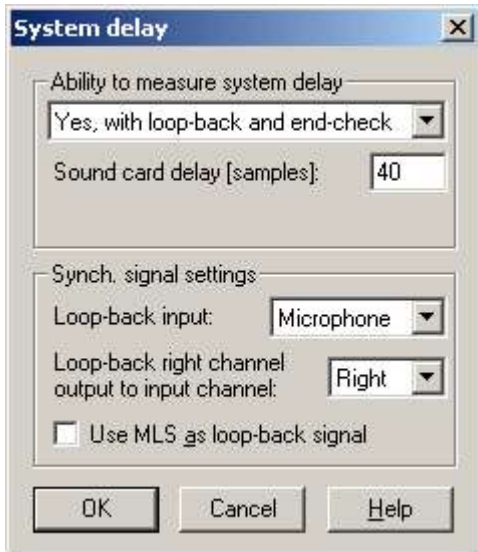 System delay
Ability to measure system delay
Yes, with loop-back and end-check
Sound card delay [samples]: 40
Synch. signal settings
Loop-back input: Microphone
Loop-back right channel
output to input channel: Right
Use MLS as loop-back signal
OK Cancel Help